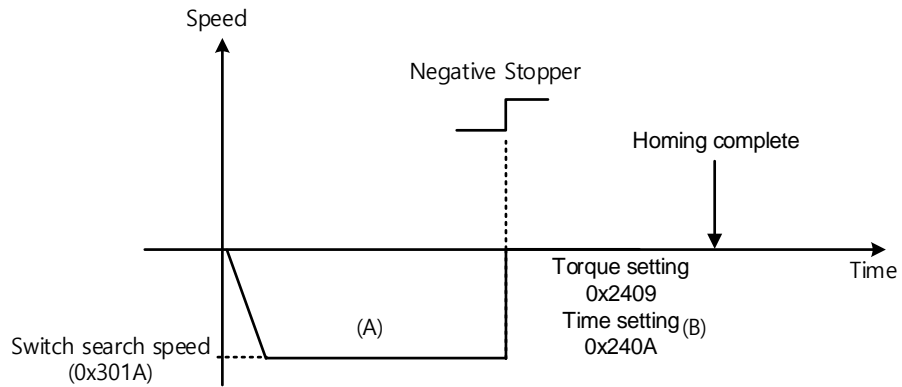 Speed
Negative Stopper
Homing complete
Time
Torque setting
0x2409
(A)
Time setting (B)
0x240A
Switch search speed
(0x301A)